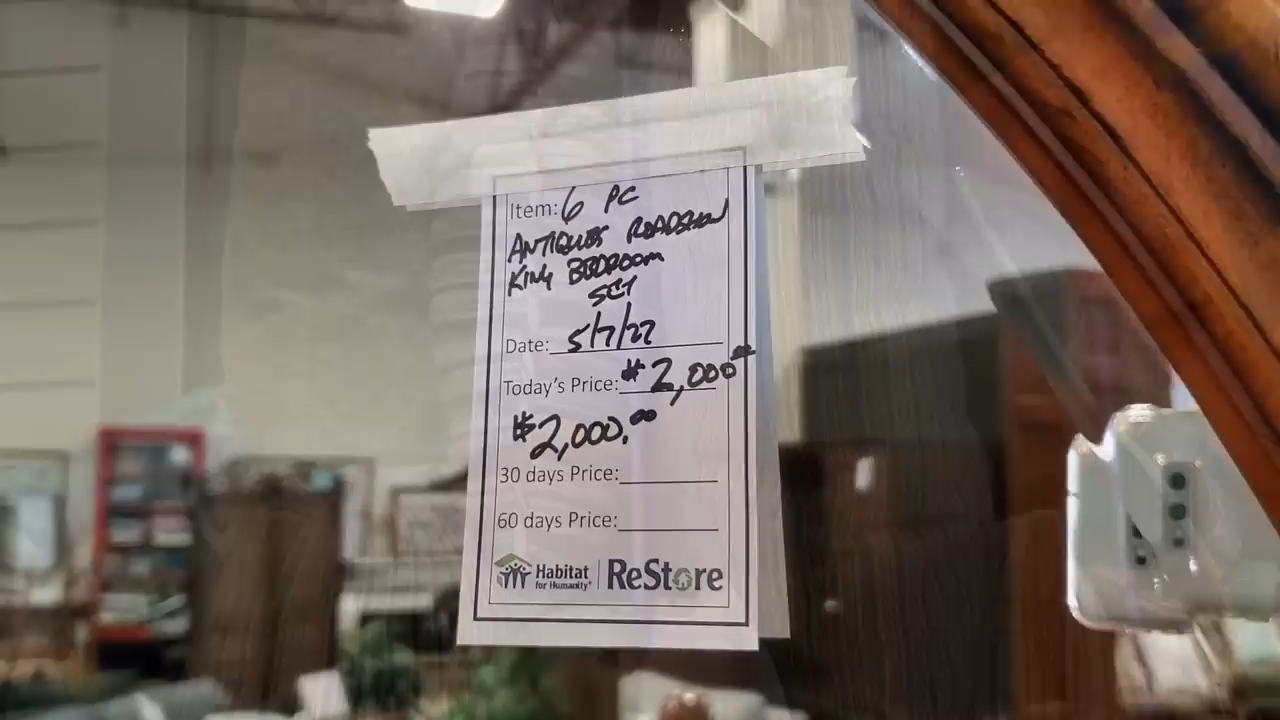 Item: 6 PC
ANTIQUES ROADSHOW
KING BEDROOM
SET
Date: 5/7/22
Today's Price: $2,000.00
$2,000.00
30 days Price:
60 days Price:
Habitat for Humanity® | ReStore